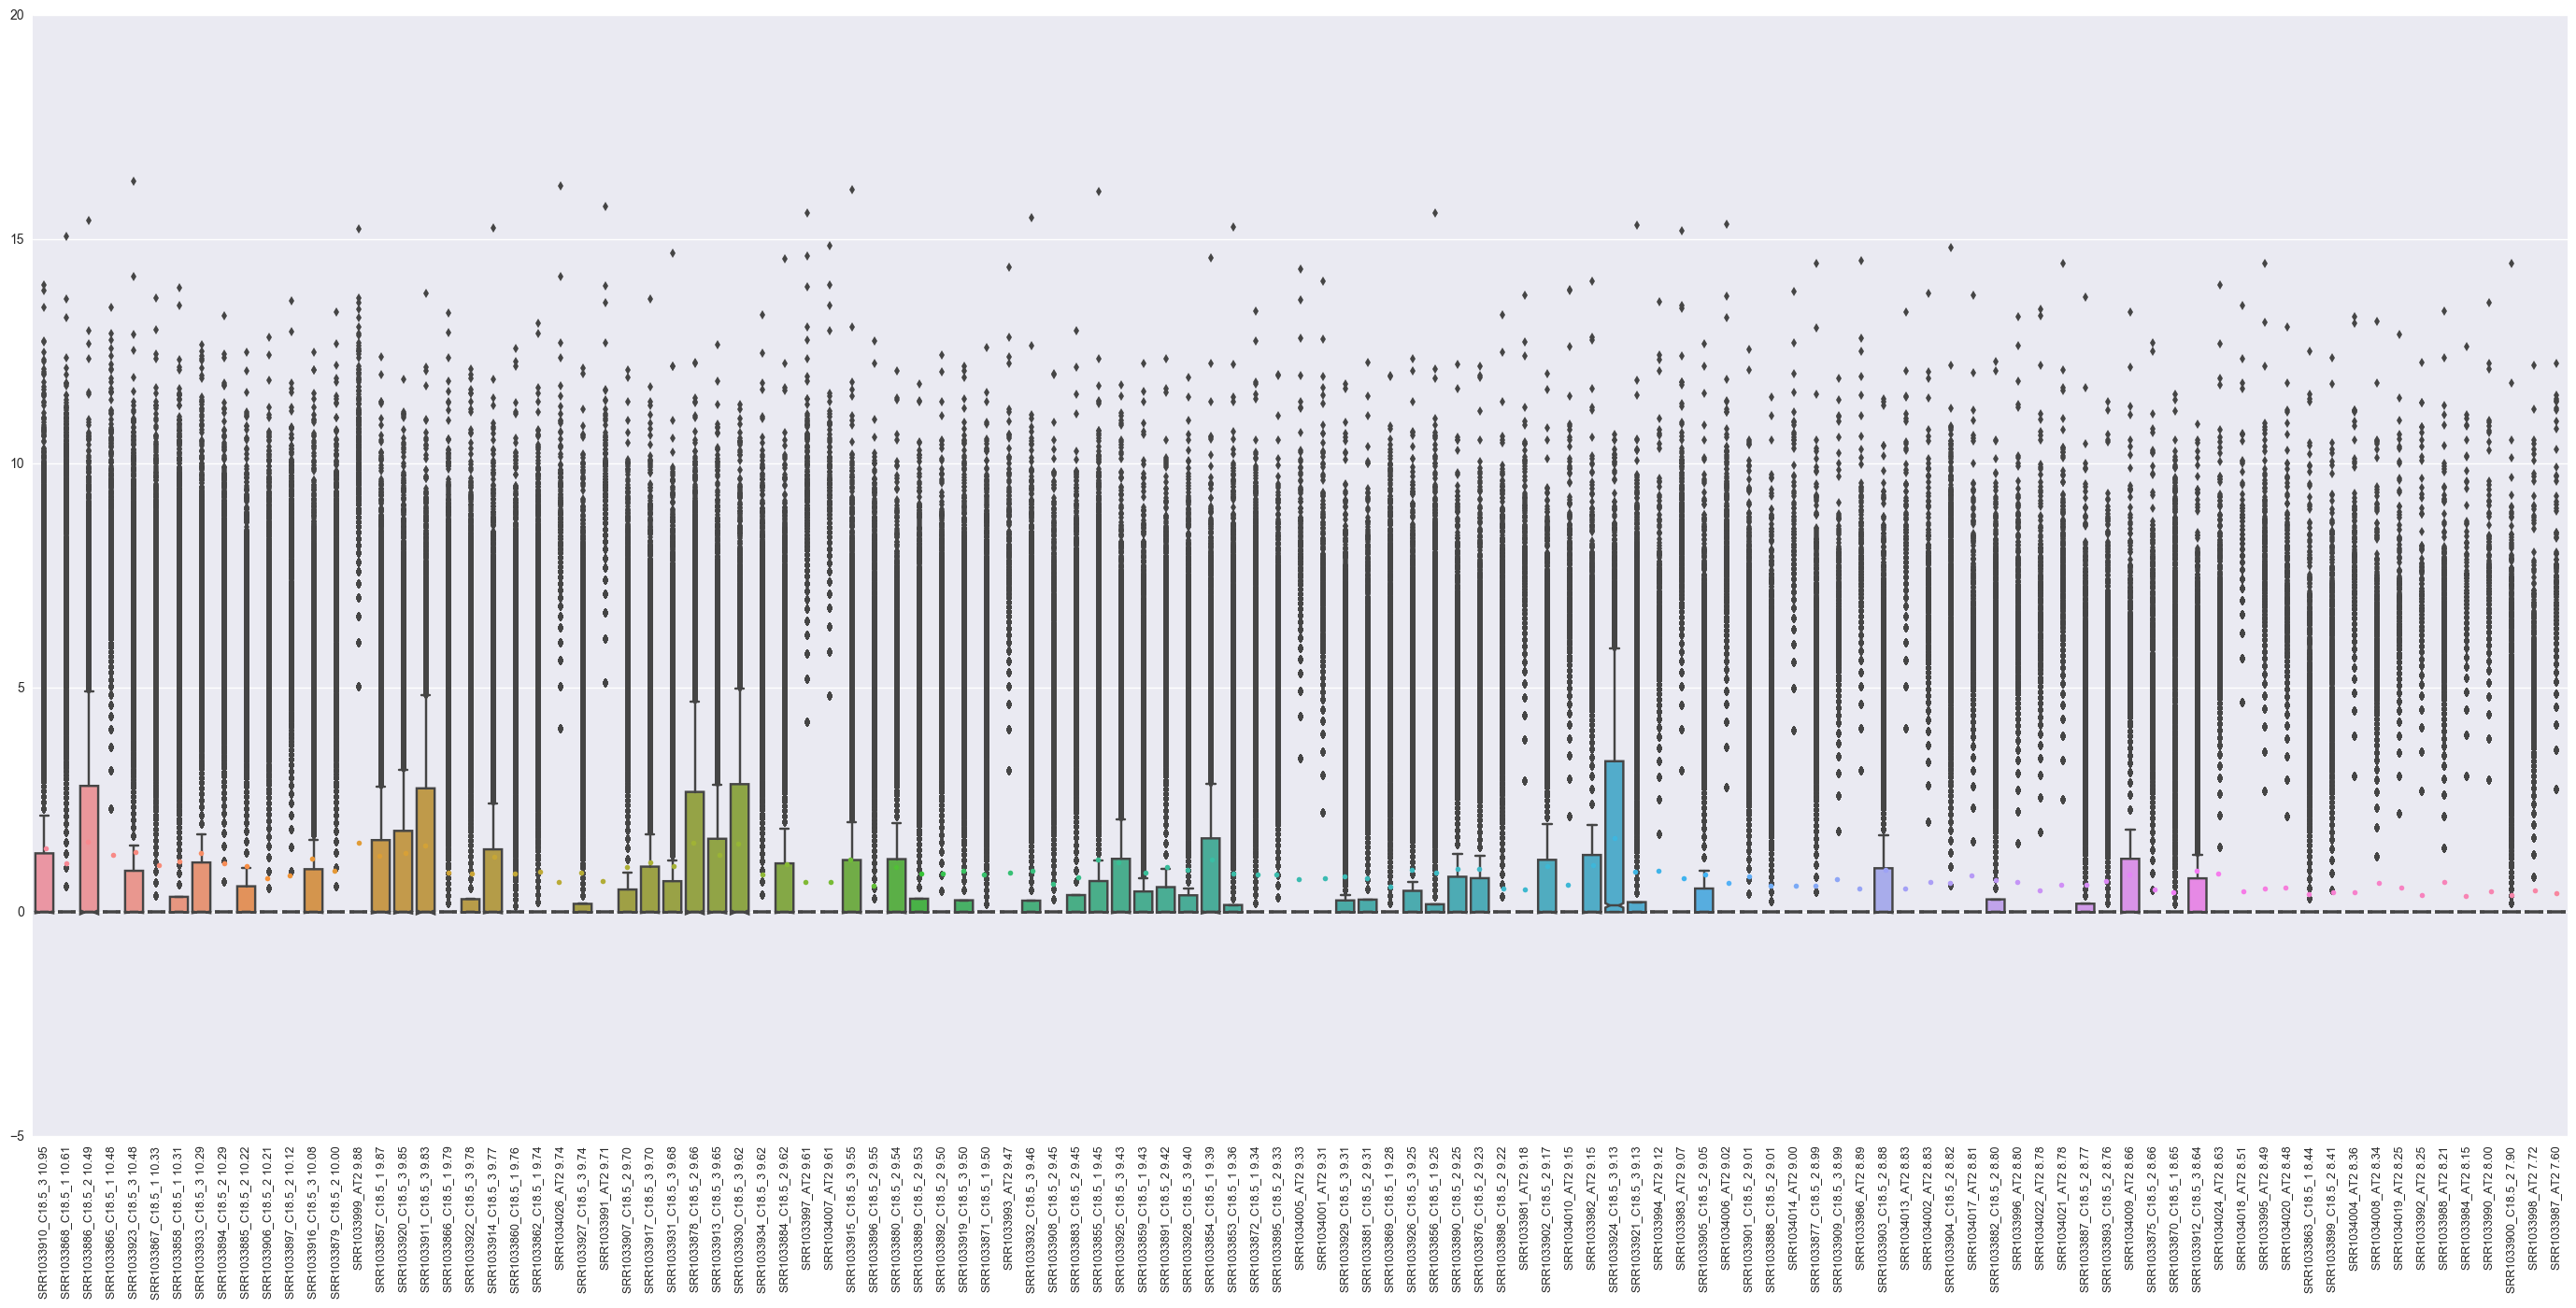 20
15
10
5
0
−5
SRR1033910_C18.5_3 10.95
SRR1033868_C18.5_1 10.61
SRR1033886_C18.5_2 10.49
SRR1033865_C18.5_1 10.48
SRR1033923_C18.5_3 10.48
SRR1033867_C18.5_1 10.33
SRR1033858_C18.5_1 10.31
SRR1033933_C18.5_3 10.29
SRR1033894_C18.5_2 10.29
SRR1033885_C18.5_2 10.22
SRR1033906_C18.5_2 10.21
SRR1033897_C18.5_2 10.12
SRR1033916_C18.5_3 10.08
SRR1033879_C18.5_2 10.00
SRR1033999_AT2 9.88
SRR1033857_C18.5_1 9.87
SRR1033920_C18.5_3 9.85
SRR1033911_C18.5_3 9.83
SRR1033866_C18.5_1 9.79
SRR1033922_C18.5_3 9.78
SRR1033914_C18.5_3 9.77
SRR1033860_C18.5_1 9.76
SRR1033862_C18.5_1 9.74
SRR1034026_AT2 9.74
SRR1033927_C18.5_3 9.74
SRR1033991_AT2 9.71
SRR1033907_C18.5_2 9.70
SRR1033917_C18.5_3 9.70
SRR1033931_C18.5_3 9.68
SRR1033878_C18.5_2 9.66
SRR1033913_C18.5_3 9.65
SRR1033930_C18.5_3 9.62
SRR1033934_C18.5_3 9.62
SRR1033884_C18.5_2 9.62
SRR1033997_AT2 9.61
SRR1034007_AT2 9.61
SRR1033915_C18.5_3 9.55
SRR1033896_C18.5_2 9.55
SRR1033880_C18.5_2 9.54
SRR1033889_C18.5_2 9.53
SRR1033892_C18.5_2 9.50
SRR1033919_C18.5_3 9.50
SRR1033871_C18.5_1 9.50
SRR1033993_AT2 9.47
SRR1033932_C18.5_3 9.46
SRR1033908_C18.5_2 9.45
SRR1033883_C18.5_2 9.45
SRR1033855_C18.5_1 9.45
SRR1033925_C18.5_3 9.43
SRR1033859_C18.5_1 9.43
SRR1033891_C18.5_2 9.42
SRR1033928_C18.5_3 9.40
SRR1033854_C18.5_1 9.39
SRR1033853_C18.5_1 9.36
SRR1033872_C18.5_1 9.34
SRR1033895_C18.5_2 9.33
SRR1034005_AT2 9.33
SRR1034001_AT2 9.31
SRR1033929_C18.5_3 9.31
SRR1033881_C18.5_2 9.31
SRR1033869_C18.5_1 9.28
SRR1033926_C18.5_3 9.25
SRR1033856_C18.5_1 9.25
SRR1033890_C18.5_2 9.25
SRR1033876_C18.5_2 9.23
SRR1033898_C18.5_2 9.22
SRR1033981_AT2 9.18
SRR1033902_C18.5_2 9.17
SRR1034010_AT2 9.15
SRR1033982_AT2 9.15
SRR1033924_C18.5_3 9.13
SRR1033921_C18.5_3 9.13
SRR1033994_AT2 9.12
SRR1033983_AT2 9.07
SRR1033905_C18.5_2 9.05
SRR1034006_AT2 9.02
SRR1033901_C18.5_2 9.01
SRR1033888_C18.5_2 9.01
SRR1034014_AT2 9.00
SRR1033877_C18.5_2 8.99
SRR1033909_C18.5_3 8.99
SRR1033986_AT2 8.89
SRR1033903_C18.5_2 8.88
SRR1034013_AT2 8.83
SRR1034002_AT2 8.83
SRR1033904_C18.5_2 8.82
SRR1034017_AT2 8.81
SRR1033882_C18.5_2 8.80
SRR1033996_AT2 8.80
SRR1034022_AT2 8.78
SRR1034021_AT2 8.78
SRR1033887_C18.5_2 8.77
SRR1033893_C18.5_2 8.76
SRR1034009_AT2 8.66
SRR1033875_C18.5_2 8.66
SRR1033870_C18.5_1 8.65
SRR1033912_C18.5_3 8.64
SRR1034024_AT2 8.63
SRR1034018_AT2 8.51
SRR1033995_AT2 8.49
SRR1034020_AT2 8.48
SRR1033863_C18.5_1 8.44
SRR1033899_C18.5_2 8.41
SRR1034004_AT2 8.36
SRR1034008_AT2 8.34
SRR1034019_AT2 8.25
SRR1033992_AT2 8.25
SRR1033988_AT2 8.21
SRR1033984_AT2 8.15
SRR1033990_AT2 8.00
SRR1033900_C18.5_2 7.90
SRR1033998_AT2 7.72
SRR1033987_AT2 7.60